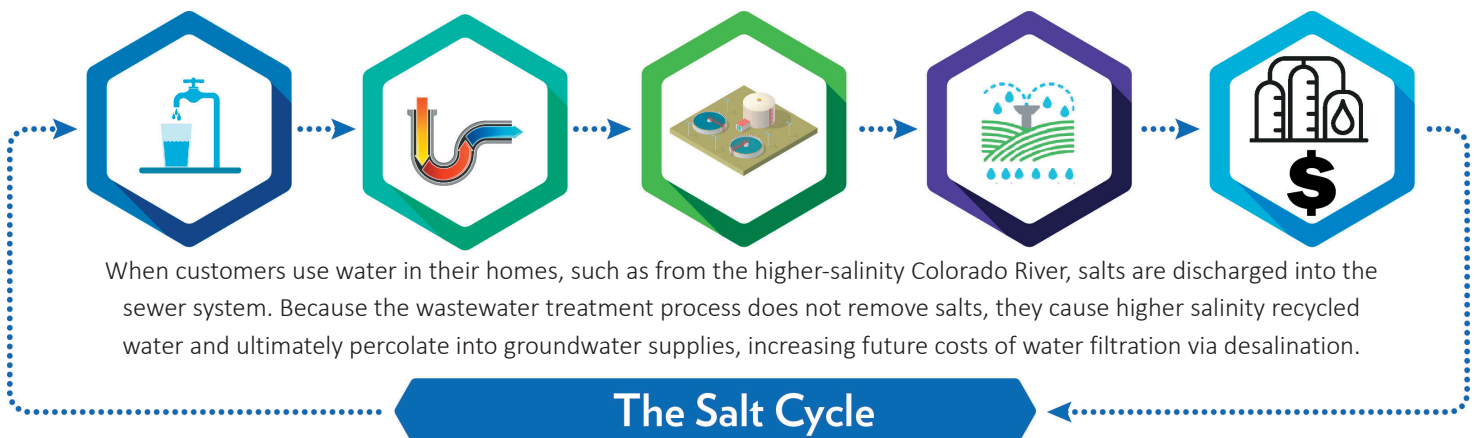 $
When customers use water in their homes, such as from the higher-salinity Colorado River, salts are discharged into the
sewer system. Because the wastewater treatment process does not remove salts, they cause higher salinity recycled
water and ultimately percolate into groundwater supplies, increasing future costs of water filtration via desalination.
The Salt Cycle